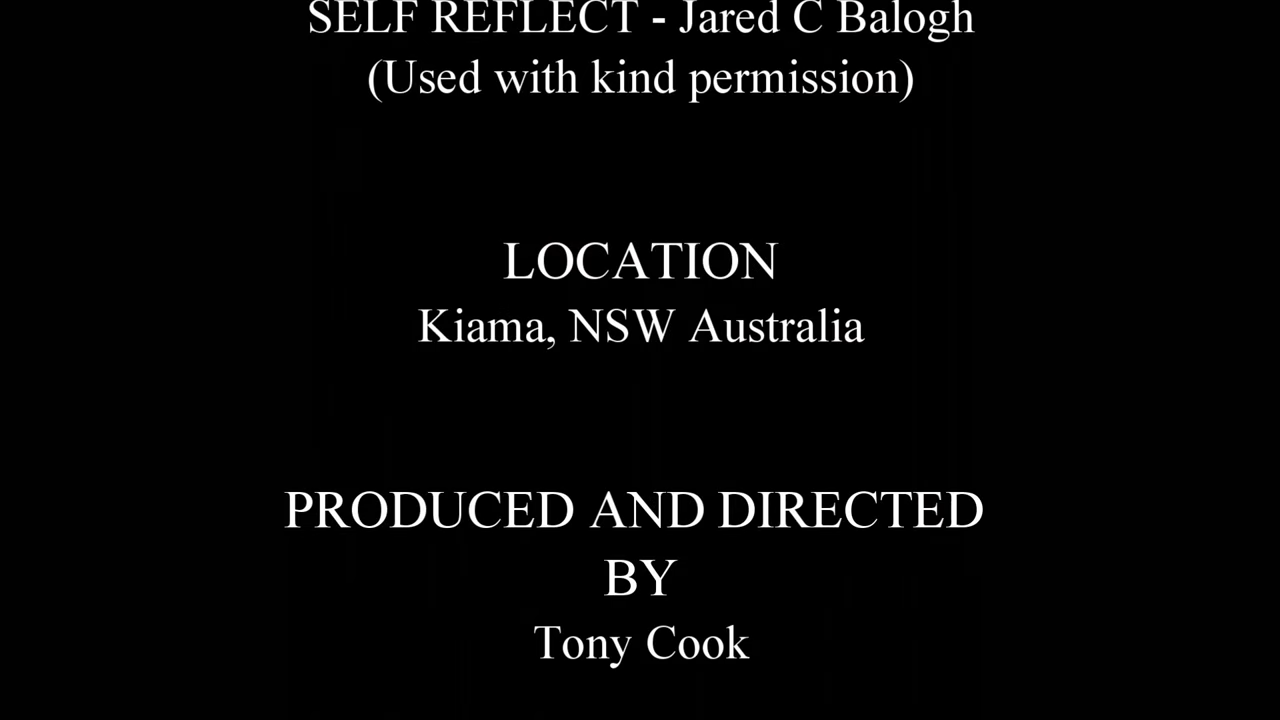 SELF REFLECT - Jared C Balogh
(Used with kind permission)
LOCATION
Kiama, NSW Australia
PRODUCED AND DIRECTED
BY
Tony Cook